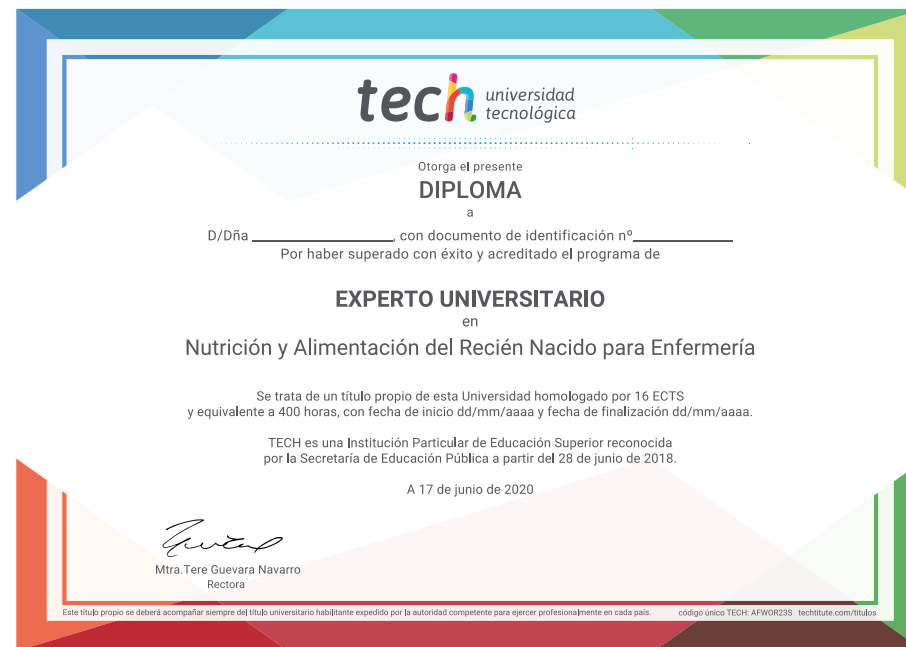 tech universidad
tecnológica
Otorga el presente
DIPLOMA
a
D/Dña ____________, con documento de identificación nº____________
Por haber superado con éxito y acreditado el programa de
EXPERTO UNIVERSITARIO
en
Nutrición y Alimentación del Recién Nacido para Enfermería
Se trata de un título propio de esta Universidad homologado por 16 ECTS
y equivalente a 400 horas, con fecha de inicio dd/mm/aaaa y fecha de finalización dd/mm/aaaa.
TECH es una Institución Particular de Educación Superior reconocida
por la Secretaría de Educación Pública a partir del 28 de junio de 2018.
A 17 de junio de 2020
Mtra.Tere Guevara Navarro
Rectora
Este título propio se deberá acompañar siempre del título universitario habilitante expedido por la autoridad competente para ejercer profesionalmente en cada país. código único TECH: AFWOR23S techtitute.com/titulos